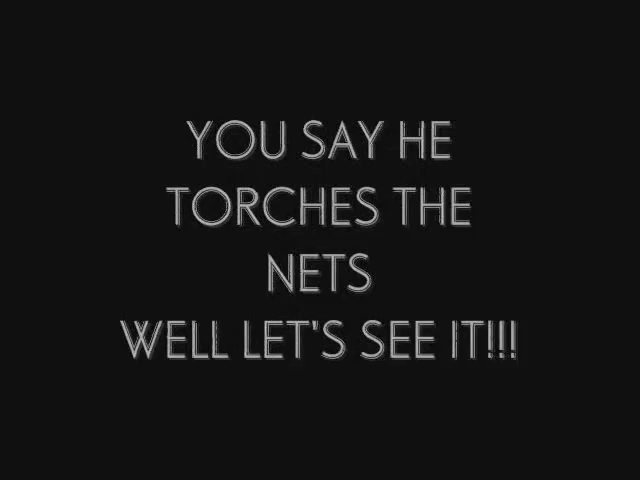 YOU SAY HE
TORCHES THE
NETS
WELL LET'S SEE IT!!!